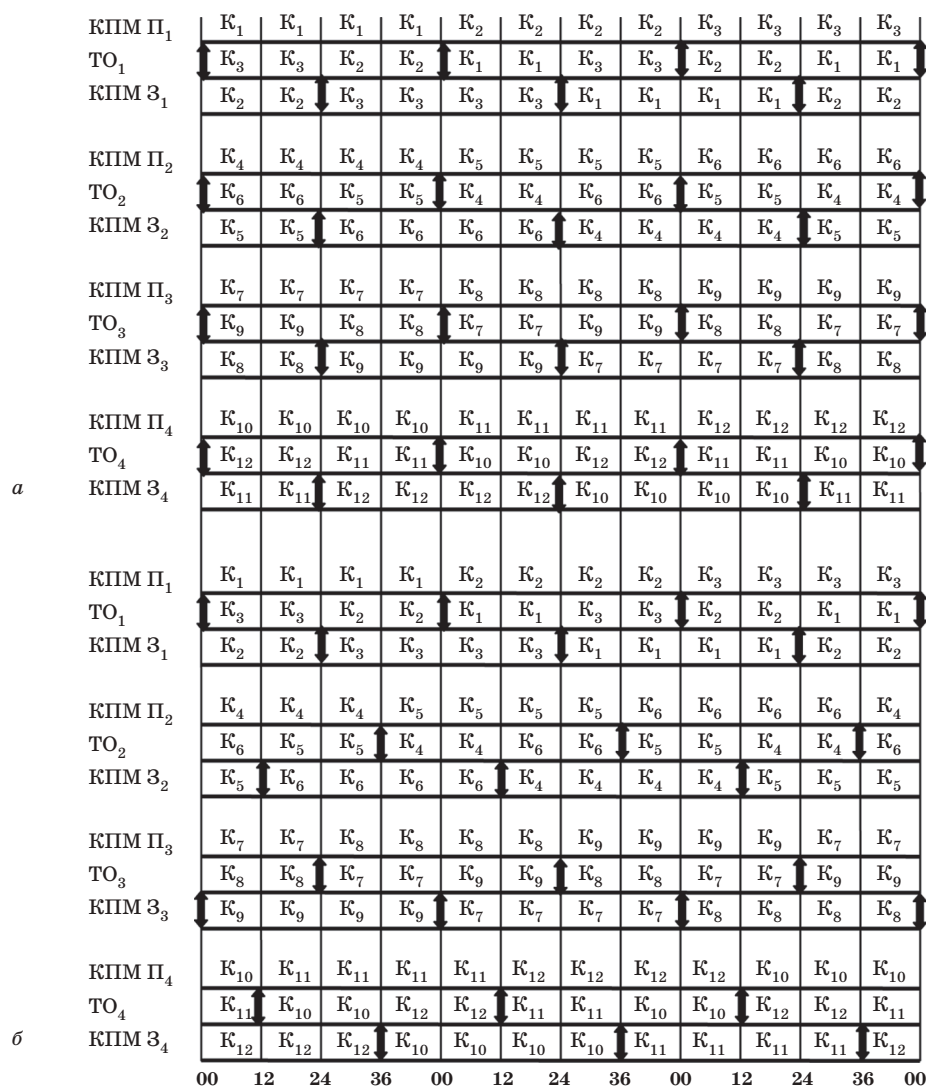 КПМ П₁ К₁ К₁ К₁ К₁ К₂ К₂ К₂ К₂ К₃ К₃ К₃ К₃
ТО₁ К₃ К₃ К₂ К₂ К₁ К₁ К₃ К₃ К₂ К₂ К₁ К₁
КПМ З₁ К₂ К₂ К₃ К₃ К₃ К₃ К₁ К₁ К₁ К₁ К₂ К₂
КПМ П₂ К₄ К₄ К₄ К₄ К₅ К₅ К₅ К₅ К₆ К₆ К₆ К₆
ТО₂ К₆ К₆ К₅ К₅ К₄ К₄ К₆ К₆ К₅ К₅ К₄ К₄
КПМ З₂ К₅ К₅ К₆ К₆ К₆ К₆ К₄ К₄ К₄ К₄ К₅ К₅
КПМ П₃ К₇ К₇ К₇ К₇ К₈ К₈ К₈ К₈ К₉ К₉ К₉ К₉
ТО₃ К₉ К₉ К₈ К₈ К₇ К₇ К₉ К₉ К₈ К₈ К₇ К₇
КПМ З₃ К₈ К₈ К₉ К₉ К₉ К₉ К₇ К₇ К₇ К₇ К₈ К₈
КПМ П₄ К₁₀ К₁₀ К₁₀ К₁₀ К₁₁ К₁₁ К₁₁ К₁₁ К₁₂ К₁₂ К₁₂ К₁₂
ТО₄ К₁₂ К₁₂ К₁₁ К₁₁ К₁₀ К₁₀ К₁₂ К₁₂ К₁₁ К₁₁ К₁₀ К₁₀
а КПМ З₄ К₁₁ К₁₁ К₁₂ К₁₂ К₁₂ К₁₂ К₁₀ К₁₀ К₁₀ К₁₀ К₁₁ К₁₁
КПМ П₁ К₁ К₁ К₁ К₁ К₂ К₂ К₂ К₂ К₃ К₃ К₃ К₃
ТО₁ К₃ К₃ К₂ К₂ К₁ К₁ К₃ К₃ К₂ К₂ К₁ К₁
КПМ З₁ К₂ К₂ К₃ К₃ К₃ К₃ К₁ К₁ К₁ К₁ К₂ К₂
КПМ П₂ К₄ К₄ К₄ К₅ К₅ К₅ К₅ К₆ К₆ К₆ К₆ К₄
ТО₂ К₆ К₅ К₅ К₄ К₄ К₆ К₆ К₅ К₅ К₄ К₄ К₆
КПМ З₂ К₅ К₆ К₆ К₆ К₆ К₄ К₄ К₄ К₄ К₅ К₅ К₅
КПМ П₃ К₇ К₇ К₈ К₈ К₈ К₈ К₉ К₉ К₉ К₉ К₇ К₇
ТО₃ К₈ К₈ К₇ К₇ К₉ К₉ К₈ К₈ К₇ К₇ К₉ К₉
КПМ З₃ К₉ К₉ К₉ К₉ К₇ К₇ К₇ К₇ К₈ К₈ К₈ К₈
КПМ П₄ К₁₀ К₁₁ К₁₁ К₁₁ К₁₁ К₁₂ К₁₂ К₁₂ К₁₂ К₁₀ К₁₀ К₁₀
ТО₄ К₁₁ К₁₀ К₁₀ К₁₂ К₁₂ К₁₁ К₁₁ К₁₀ К₁₀ К₁₂ К₁₂ К₁₁
б КПМ З₄ К₁₂ К₁₂ К₁₂ К₁₀ К₁₀ К₁₀ К₁₀ К₁₁ К₁₁ К₁₁ К₁₁ К₁₂
00 12 24 36 00 12 24 36 00 12 24 36 00